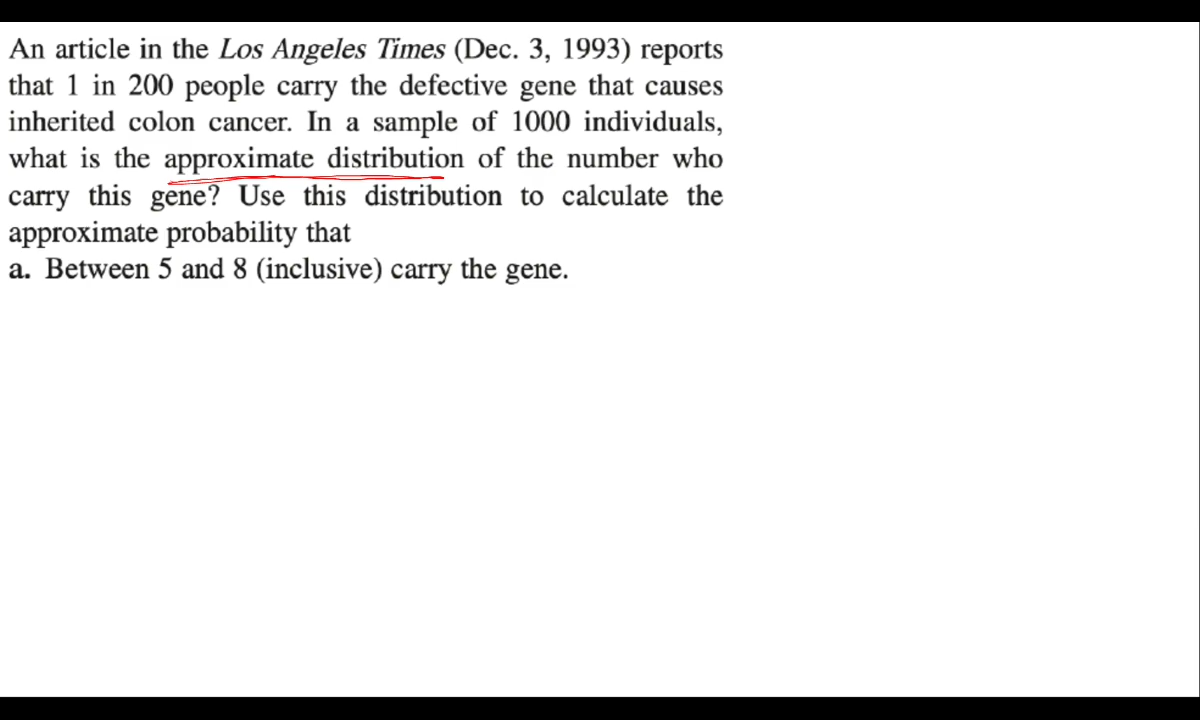 An article in the Los Angeles Times (Dec. 3, 1993) reports
that 1 in 200 people carry the defective gene that causes
inherited colon cancer. In a sample of 1000 individuals,
what is the approximate distribution of the number who
carry this gene? Use this distribution to calculate the
approximate probability that
a. Between 5 and 8 (inclusive) carry the gene.